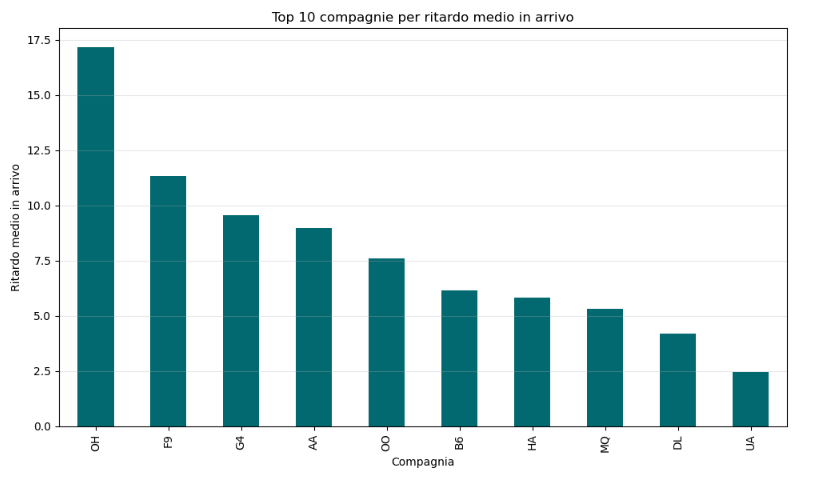 Top 10 compagnie per ritardo medio in arrivo
Ritardo medio in arrivo
17.5
15.0
12.5
10.0
7.5
5.0
2.5
0.0
OH
F9
G4
AA
OO
B6
HA
MQ
DL
UA
Compagnia